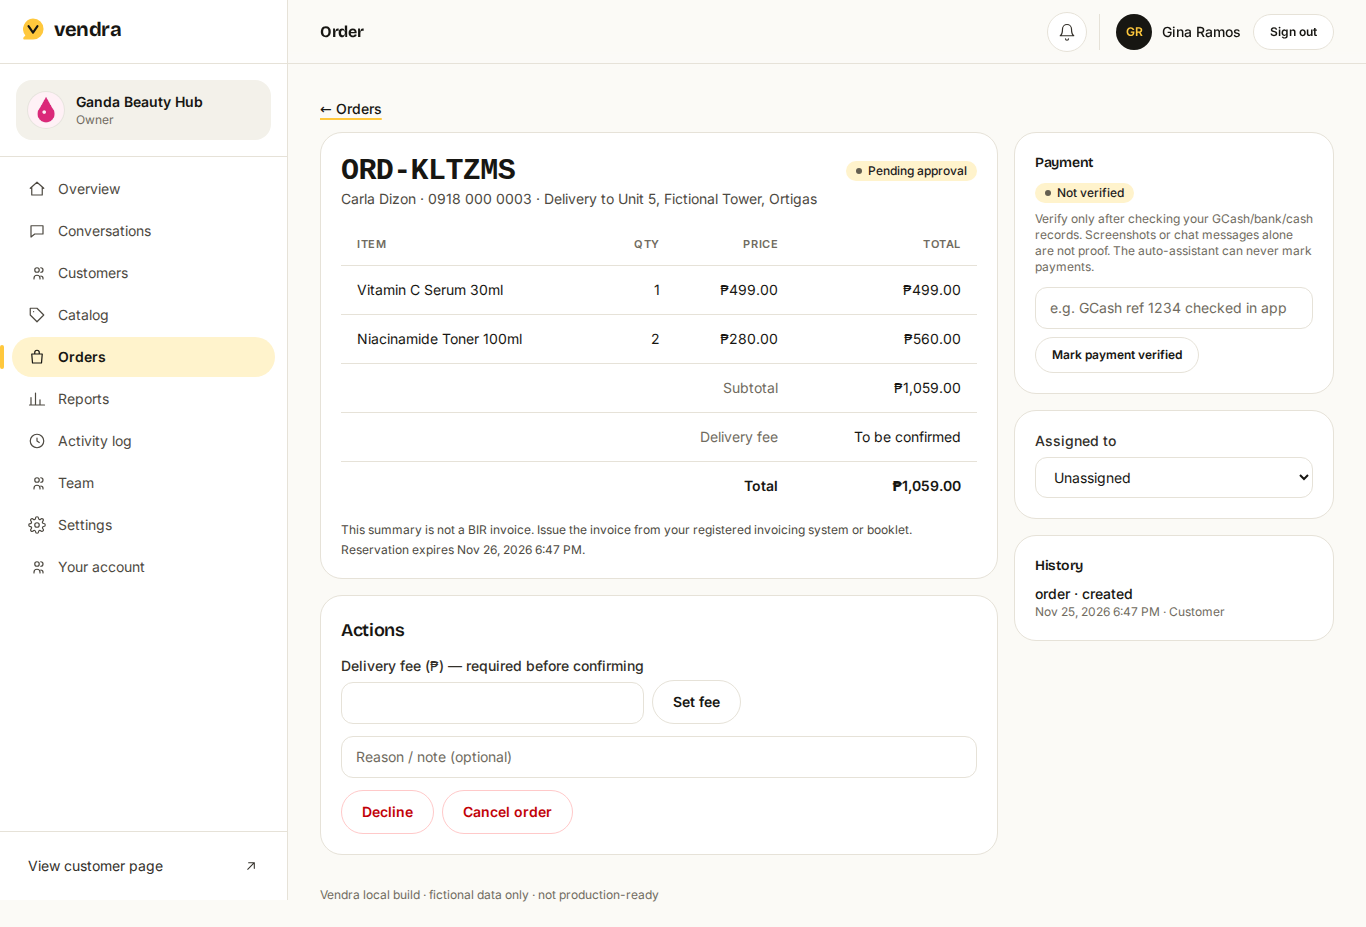 vendra
Ganda Beauty Hub
Owner
Overview
Conversations
Customers
Catalog
Orders
Reports
Activity log
Team
Settings
Your account
View customer page
Order
GR
Gina Ramos
Sign out
← Orders
ORD-KLTZMS
Pending approval
Carla Dizon · 0918 000 0003 · Delivery to Unit 5, Fictional Tower, Ortigas
ITEM QTY PRICE TOTAL
Vitamin C Serum 30ml 1 ₱499.00 ₱499.00
Niacinamide Toner 100ml 2 ₱280.00 ₱560.00
Subtotal ₱1,059.00
Delivery fee To be confirmed
Total ₱1,059.00
This summary is not a BIR invoice. Issue the invoice from your registered invoicing system or booklet.
Reservation expires Nov 26, 2026 6:47 PM.
Actions
Delivery fee (₱) — required before confirming
Set fee
Reason / note (optional)
Decline
Cancel order
Payment
Not verified
Verify only after checking your GCash/bank/cash
records. Screenshots or chat messages alone
are not proof. The auto-assistant can never mark
payments.
e.g. GCash ref 1234 checked in app
Mark payment verified
Assigned to
Unassigned
History
order · created
Nov 25, 2026 6:47 PM · Customer
Vendra local build · fictional data only · not production-ready